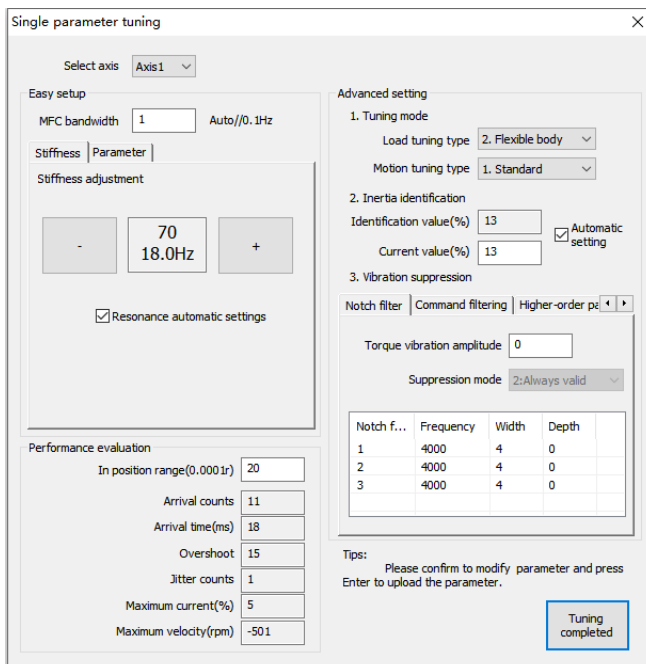 Single parameter tuning
Select axis Axis1
Easy setup
MFC bandwidth 1 Auto//0.1Hz
Stiffness Parameter
Stiffness adjustment
-
70
18.0Hz
+
Resonance automatic settings
Performance evaluation
In position range(0.0001r) 20
Arrival counts 11
Arrival time(ms) 18
Overshoot 15
Jitter counts 1
Maximum current(%) 5
Maximum velocity(rpm) -501
Advanced setting
1. Tuning mode
Load tuning type 2. Flexible body
Motion tuning type 1. Standard
2. Inertia identification
Identification value(%) 13
Current value(%) 13
Automatic
setting
3. Vibration suppression
Notch filter Command filtering Higher-order pa
Torque vibration amplitude 0
Suppression mode 2:Always valid
Notch f... Frequency Width Depth
1 4000 4 0
2 4000 4 0
3 4000 4 0
Tips:
Please confirm to modify parameter and press
Enter to upload the parameter.
Tuning
completed